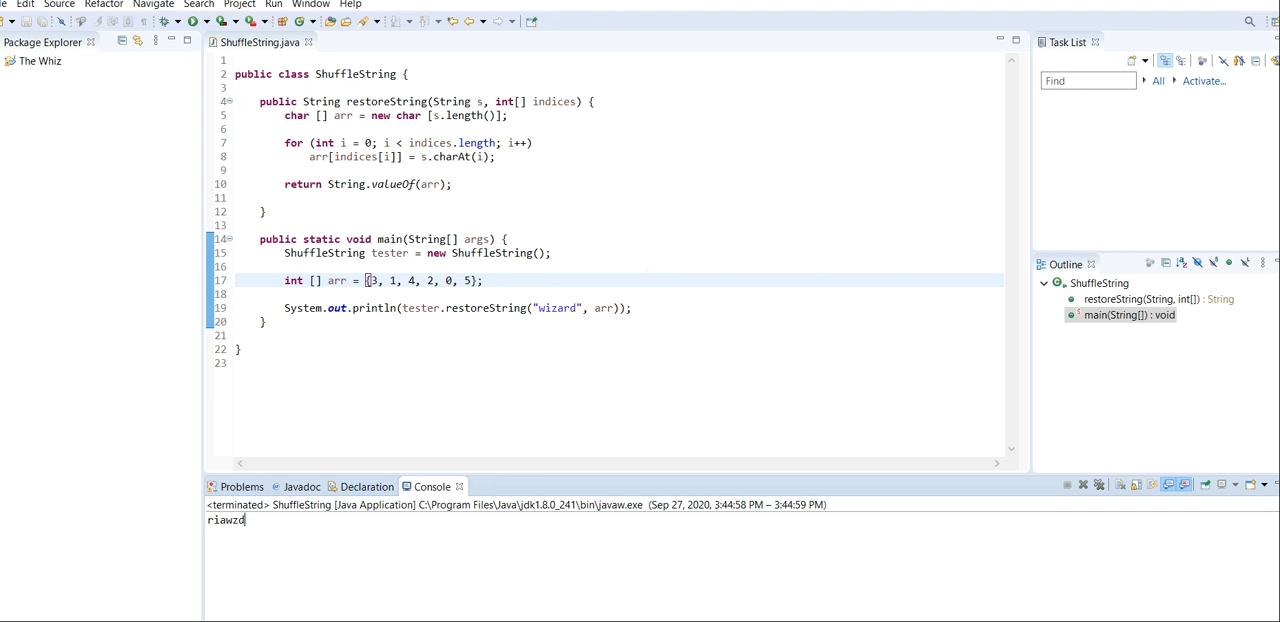 Edit Source Refactor Navigate Search Project Run Window Help
Package Explorer
The Whiz
ShuffleString.java
1
2 public class ShuffleString {
3
4 public String restoreString(String s, int[] indices) {
5 char [] arr = new char [s.length()];
6
7 for (int i = 0; i < indices.length; i++)
8 arr[indices[i]] = s.charAt(i);
9
10 return String.valueOf(arr);
11
12 }
13
14 public static void main(String[] args) {
15 ShuffleString tester = new ShuffleString();
16
17 int [] arr = {3, 1, 4, 2, 0, 5};
18
19 System.out.println(tester.restoreString("wizard", arr));
20 }
21
22 }
23
Task List
Find All Activate...
Outline
ShuffleString
restoreString(String, int[]) : String
main(String[]) : void
Problems Javadoc Declaration Console
<terminated> ShuffleString [Java Application] C:\Program Files\Java\jdk1.8.0_241\bin\javaw.exe (Sep 27, 2020, 3:44:58 PM – 3:44:59 PM)
riawzd